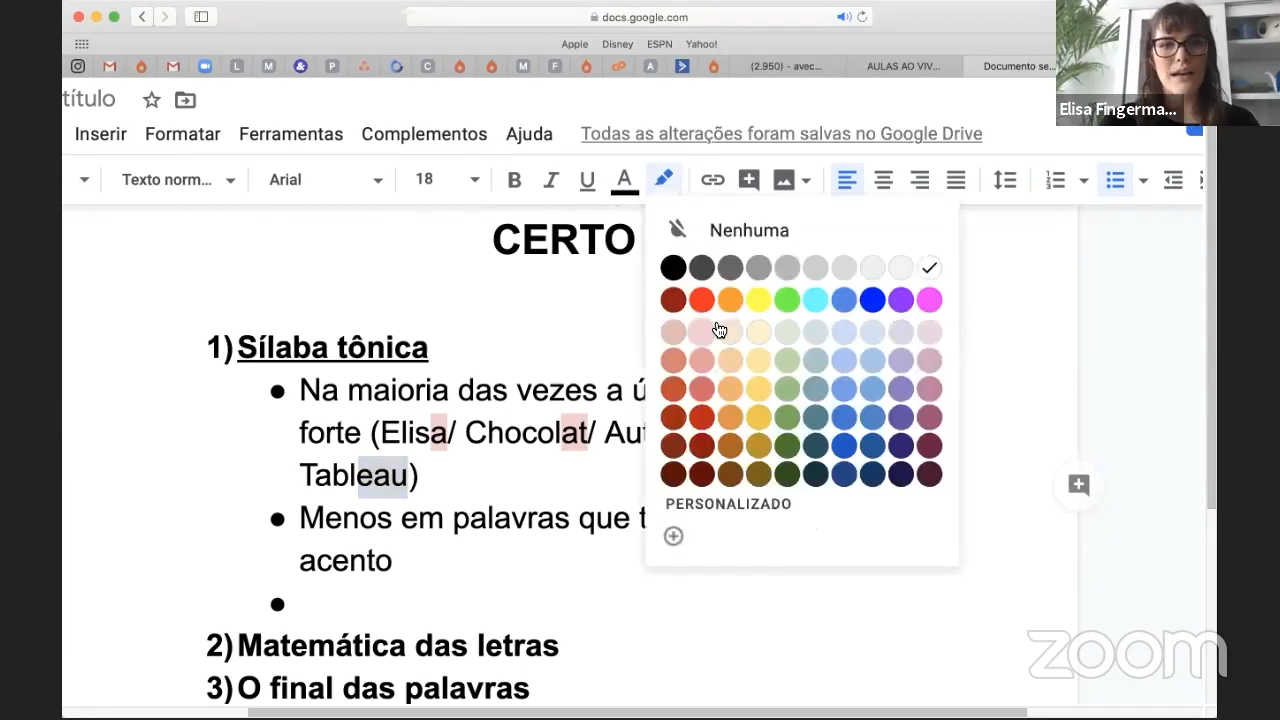 docs.google.com
Apple Disney ESPN Yahoo!
L M P C M F A (2.950) - avec... AULAS AO VIV... Documento se...
Elisa Fingerma...
título
Inserir Formatar Ferramentas Complementos Ajuda Todas as alterações foram salvas no Google Drive
Texto norm... Arial 18 B I U A
Nenhuma
CERTO
1) Sílaba tônica
● Na maioria das vezes a ú
forte (Elisa/ Chocolat/ Aut
Tableau)
● Menos em palavras que t
acento
●
2) Matemática das letras
3) O final das palavras
PERSONALIZADO
zoom